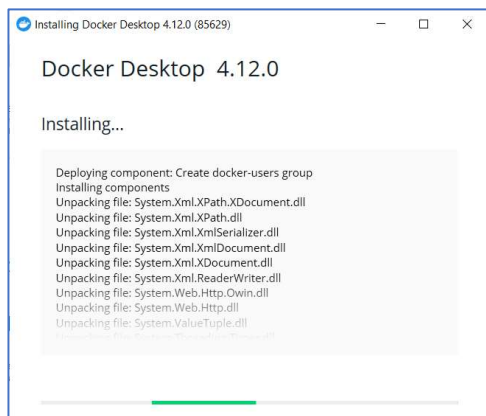 Installing Docker Desktop 4.12.0 (85629)
Docker Desktop 4.12.0
Installing...
Deploying component: Create docker-users group
Installing components
Unpacking file: System.Xml.XPath.XDocument.dll
Unpacking file: System.Xml.XPath.dll
Unpacking file: System.Xml.XmlSerializer.dll
Unpacking file: System.Xml.XmlDocument.dll
Unpacking file: System.Xml.XDocument.dll
Unpacking file: System.Xml.ReaderWriter.dll
Unpacking file: System.Web.Http.Owin.dll
Unpacking file: System.Web.Http.dll
Unpacking file: System.ValueTuple.dll